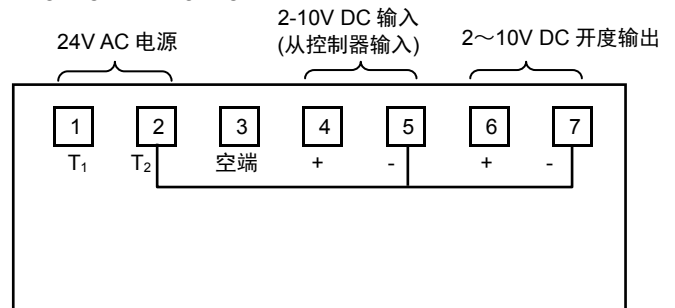 24V AC 电源
2-10V DC 输入
(从控制器输入)
2～10V DC 开度输出
1 2 3 4 5 6 7
T₁ T₂ 空端 + - + -